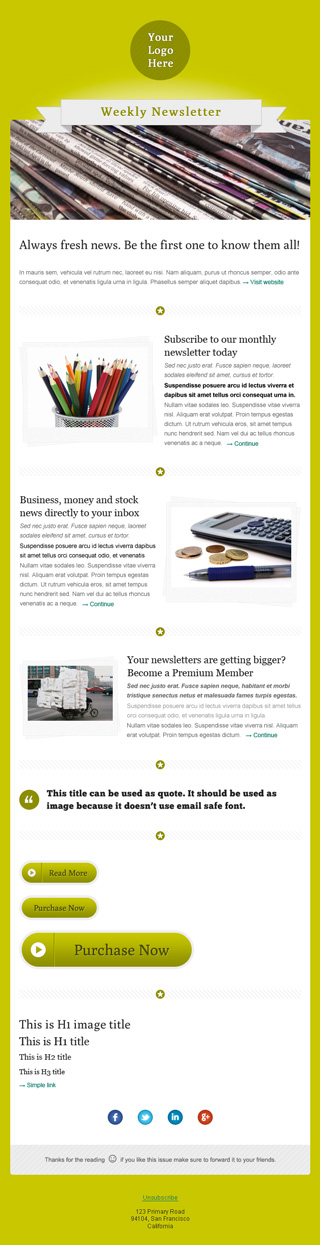 Your
Logo
Here
Weekly Newsletter
Always fresh news. Be the first one to know them all!
In mauris sem, vehicula vel rutrum nec, laoreet eu nisi. Nam aliquam, purus ut rhoncus semper, odio ante
consequat odio, et venenatis ligula urna in ligula. Phasellus semper aliquet dapibus. → Visit website
Subscribe to our monthly
newsletter today
Sed nec justo erat. Fusce sapien neque, laoreet
sodales eleifend sit amet, cursus et tortor.
Suspendisse posuere arcu id lectus viverra et
dapibus sit amet tellus orci consequat urna in.
Nullam vitae sodales leo. Suspendisse vitae viverra
nisl. Aliquam erat volutpat. Proin tempus egestas
dictum. Ut rutrum vehicula eros, sit amet tempus
nunc hendrerit sed. Nam vel dui ac tellus rhoncus
venenatis ac a neque. → Continue
Business, money and stock
news directly to your inbox
Sed nec justo erat. Fusce sapien neque, laoreet
sodales eleifend sit amet, cursus et tortor
Suspendisse posuere arcu id lectus viverra et
dapibus
sit amet tellus orci consequat et venenatis
Nullam vitae sodales leo. Suspendisse vitae viverra
nisl. Aliquam erat volutpat. Proin tempus egestas
dictum. Ut rutrum vehicula eros, sit amet tempus
nunc hendrerit sed. Nam vel dui ac tellus rhoncus
venenatis ac a neque. → Continue
Your newsletters are getting bigger?
Become a Premium Member
Sed nec justo erat. Fusce sapien neque, habitant et morbi
tristique senectus netus et malesuada fames turpis egestas.
Suspendisse posuere arcu id lectus viverra et dapibus sit amet
tellus orci consequat odio, et venenatis ligula urna in ligula.
Nullam vitae sodales leo. Suspendisse vitae viverra nisl. Aliquam
erat volutpat. Proin tempus egestas dictum. → Continue
This title can be used as quote. It should be used as
image because it doesn't use email safe font.
Read More
Purchase Now
Purchase Now
This is H1 image title
This is H1 title
This is H2 title
This is H3 title
→ Simple link
Thanks for the reading ☺ if you like this issue make sure to forward it to your friends.
Unsubscribe
123 Primary Road
94104, San Francisco
California